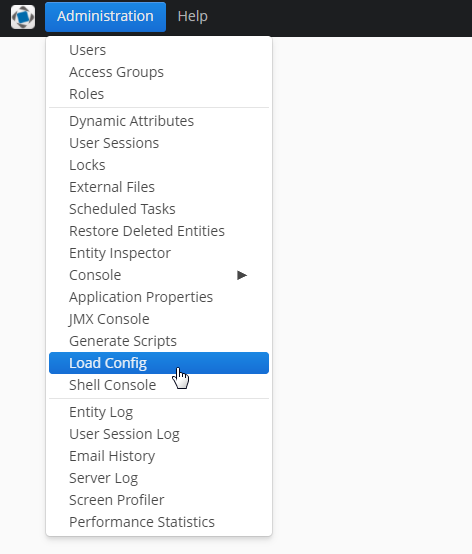 Administration Help
Users
Access Groups
Roles
Dynamic Attributes
User Sessions
Locks
External Files
Scheduled Tasks
Restore Deleted Entities
Entity Inspector
Console
Application Properties
JMX Console
Generate Scripts
Load Config
Shell Console
Entity Log
User Session Log
Email History
Server Log
Screen Profiler
Performance Statistics